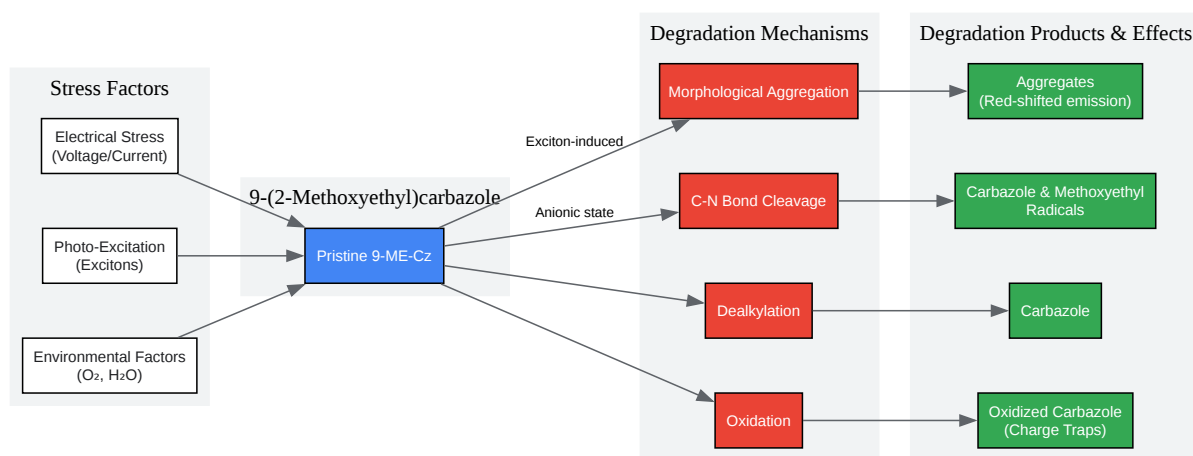 Stress Factors
Electrical Stress
(Voltage/Current)
Photo-Excitation
(Excitons)
Environmental Factors
(O₂, H₂O)
9-(2-Methoxyethyl)carbazole
Pristine 9-ME-Cz
Exciton-induced
Anionic state
Degradation Mechanisms
Morphological Aggregation
C-N Bond Cleavage
Dealkylation
Oxidation
Degradation Products & Effects
Aggregates
(Red-shifted emission)
Carbazole & Methoxyethyl
Radicals
Carbazole
Oxidized Carbazole
(Charge Traps)